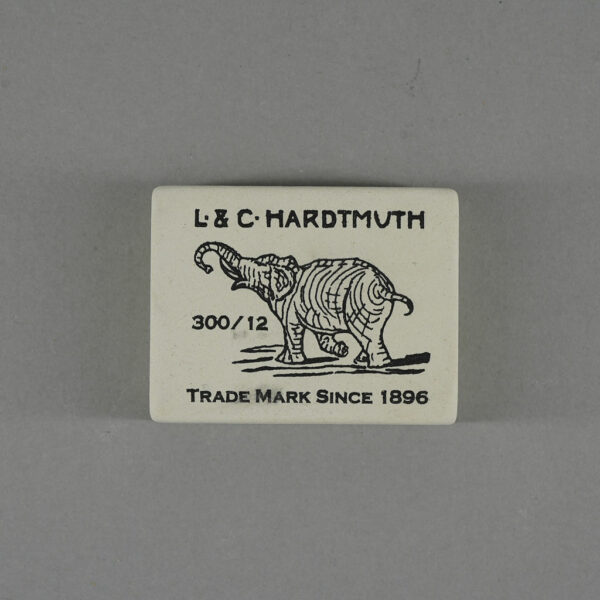 L. & C. HARDTMUTH
300/12
TRADE MARK SINCE 1896